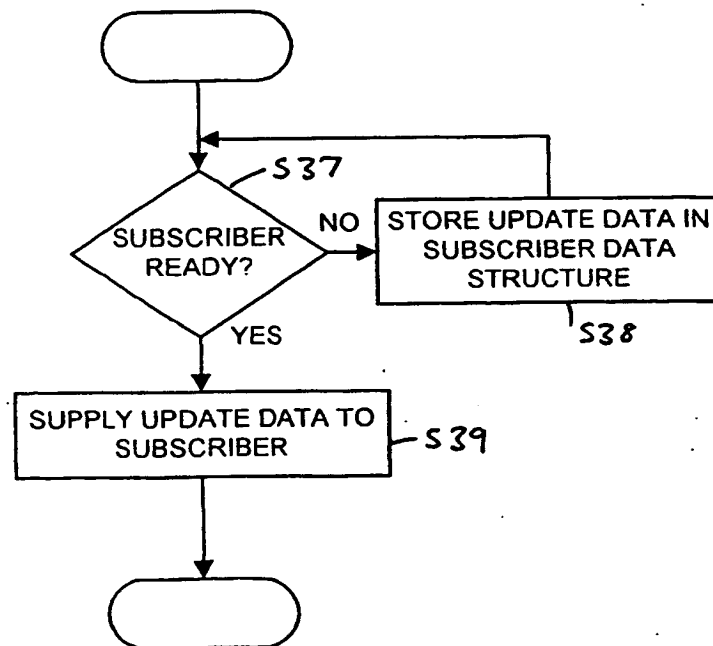 S37
SUBSCRIBER
READY?
NO
STORE UPDATE DATA IN
SUBSCRIBER DATA
STRUCTURE
S38
YES
SUPPLY UPDATE DATA TO
SUBSCRIBER
S39